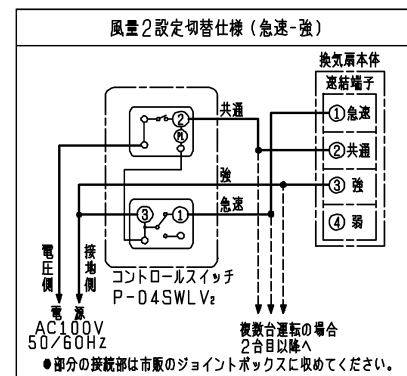 風量2設定切替仕様（急速-強）
換気扇本体
速結端子
①急速
②共通
③ 強
④ 弱
共通
強
急速
②
PL
③
①
コントロールスイッチ
P-04SWLV₂
電圧側
接地側
電 源
AC100V
50/60Hz
複数台運転の場合
2台目以降へ
●部分の接続部は市販のジョイントボックスに収めてください。